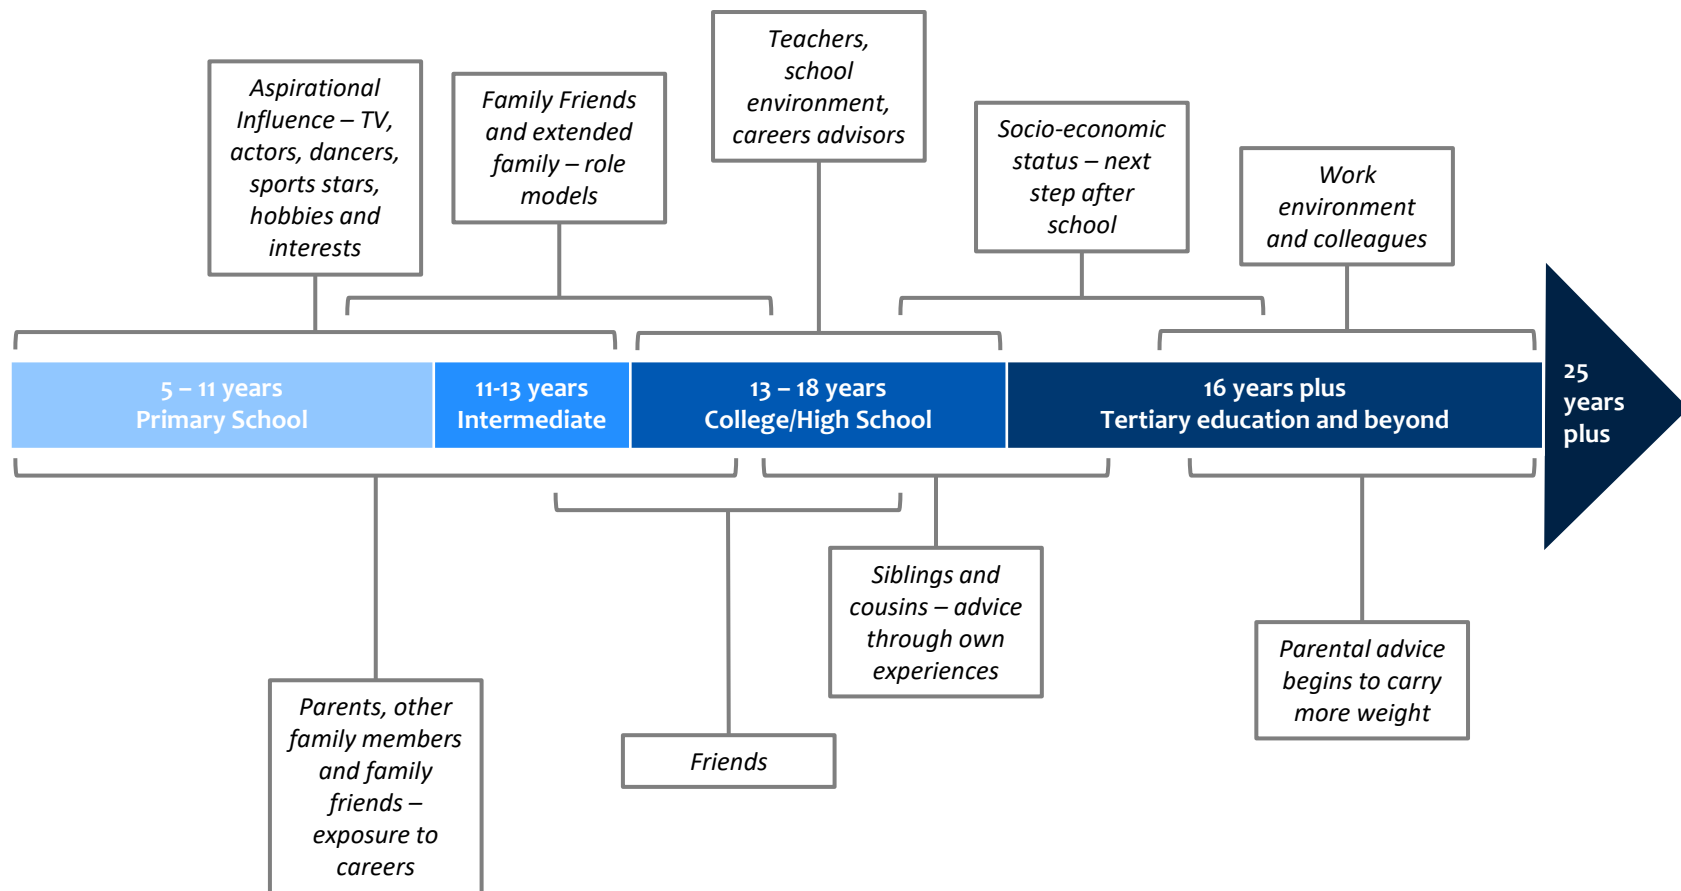 Aspirational
Influence – TV,
actors, dancers,
sports stars,
hobbies and
interests
Family Friends
and extended
family – role
models
Teachers,
school
environment,
careers advisors
Socio-economic
status – next
step after
school
Work
environment
and colleagues
5 – 11 years
Primary School
11-13 years
Intermediate
13 – 18 years
College/High School
16 years plus
Tertiary education and beyond
25
years
plus
Parents, other
family members
and family
friends –
exposure to
careers
Friends
Siblings and
cousins – advice
through own
experiences
Parental advice
begins to carry
more weight